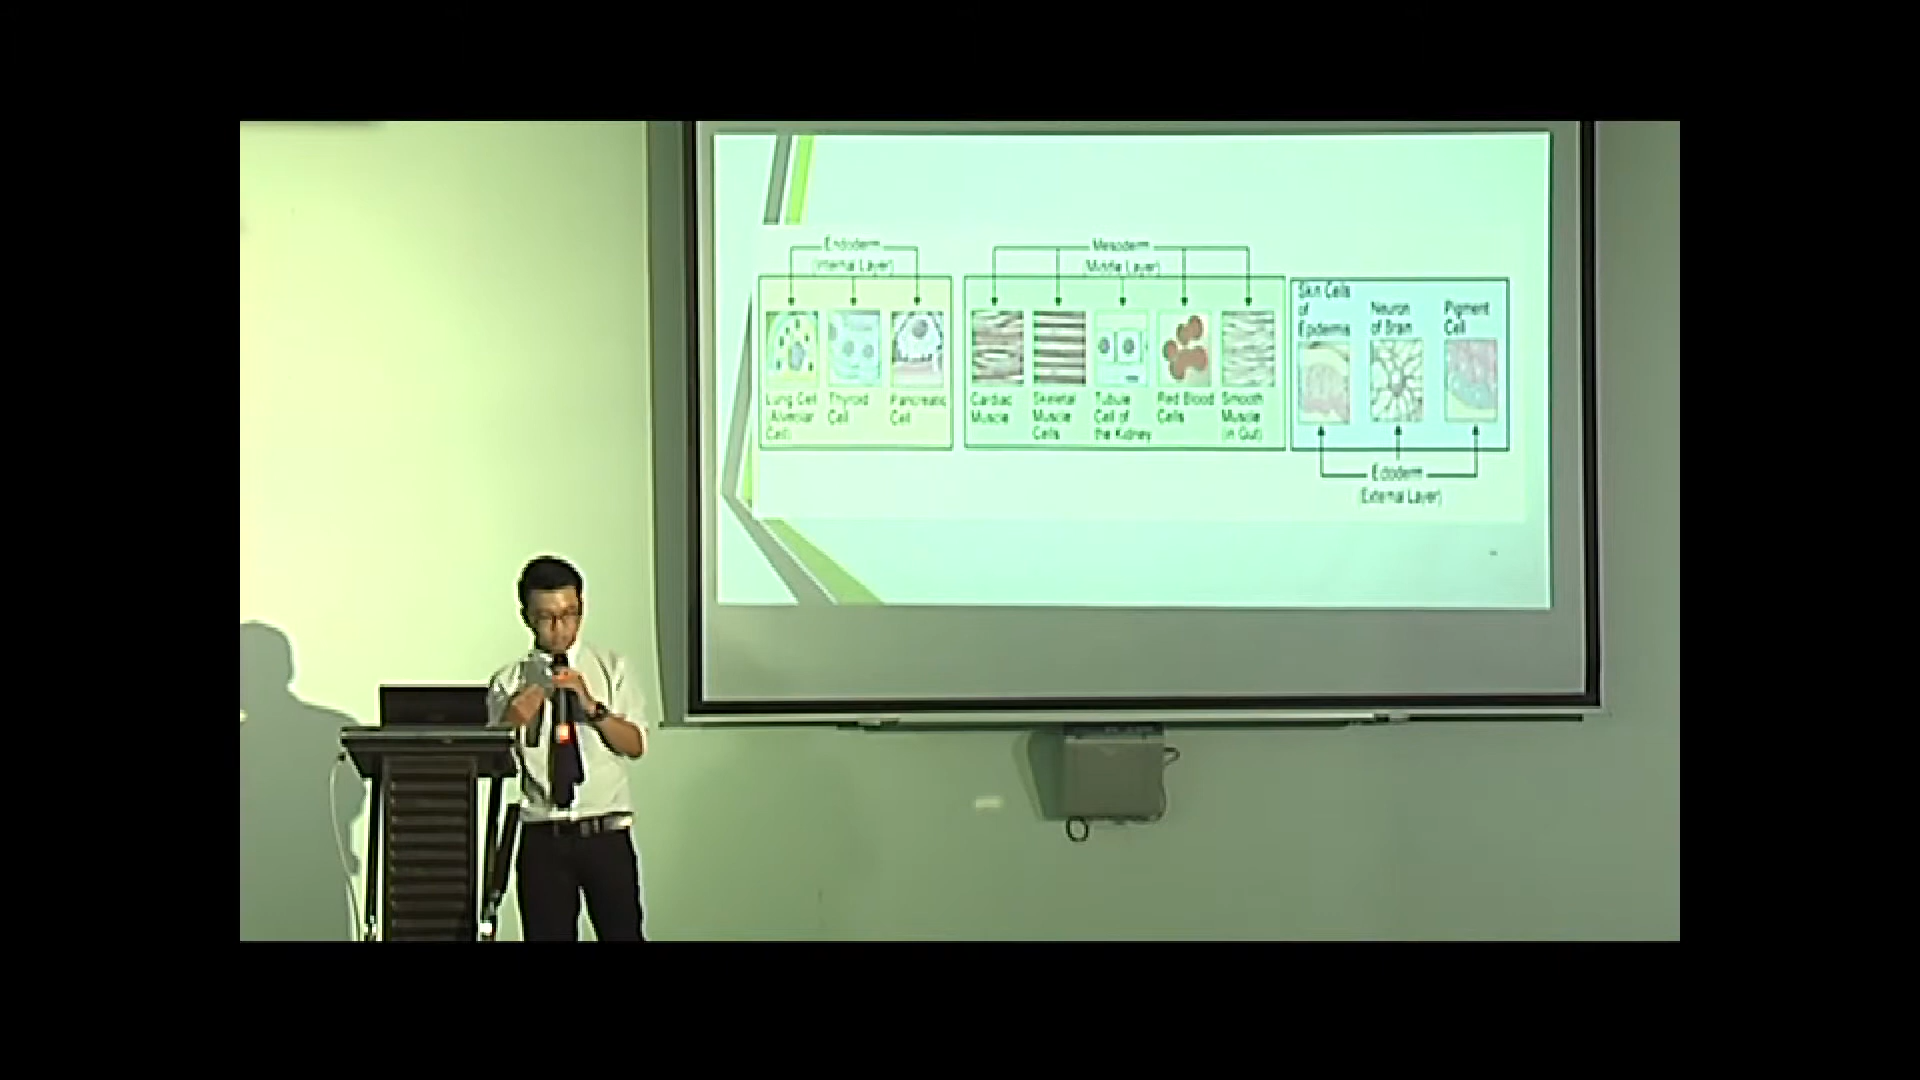 Endoderm
(Internal Layer)
Lung Cell
(Alveolar
Cell)
Thyroid
Cell
Pancreatic
Cell
Mesoderm
(Middle Layer)
Cardiac
Muscle
Skeletal
Muscle
Cells
Tubule
Cell of
the Kidney
Red Blood
Cells
Smooth
Muscle
(in Gut)
Skin Cells
of
Epidermis
Neuron
of Brain
Pigment
Cell
Ectoderm
(External Layer)